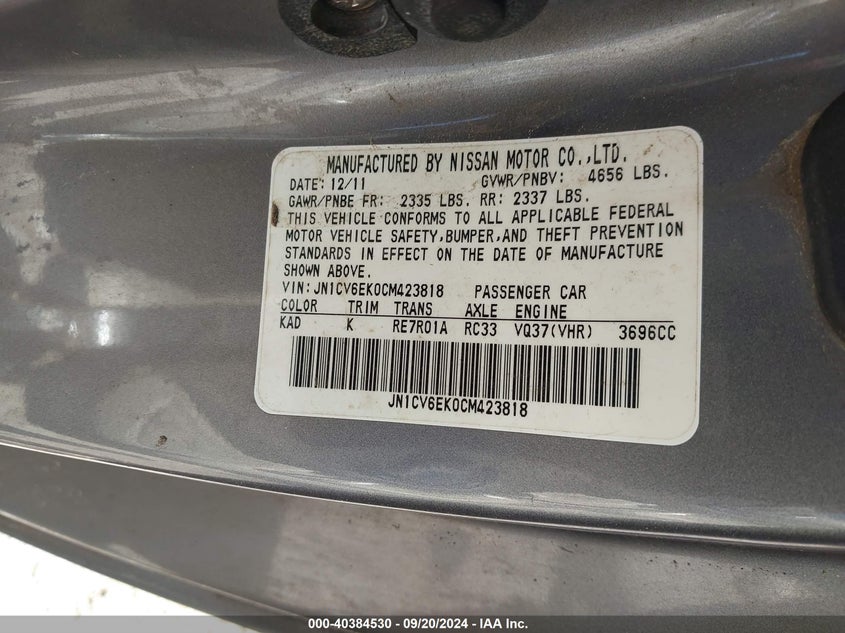 MANUFACTURED BY NISSAN MOTOR CO.,LTD.
DATE: 12/11 GVWR/PNBV: 4656 LBS.
GAWR/PNBE FR: 2335 LBS. RR: 2337 LBS.
THIS VEHICLE CONFORMS TO ALL APPLICABLE FEDERAL
MOTOR VEHICLE SAFETY,BUMPER,AND THEFT PREVENTION
STANDARDS IN EFFECT ON THE DATE OF MANUFACTURE
SHOWN ABOVE.
VIN:JN1CV6EK0CM423818 PASSENGER CAR
COLOR TRIM TRANS AXLE ENGINE
KAD K RE7R01A RC33 VQ37(VHR) 3696CC
JN1CV6EK0CM423818
000-40384530 - 09/20/2024 - IAA Inc.